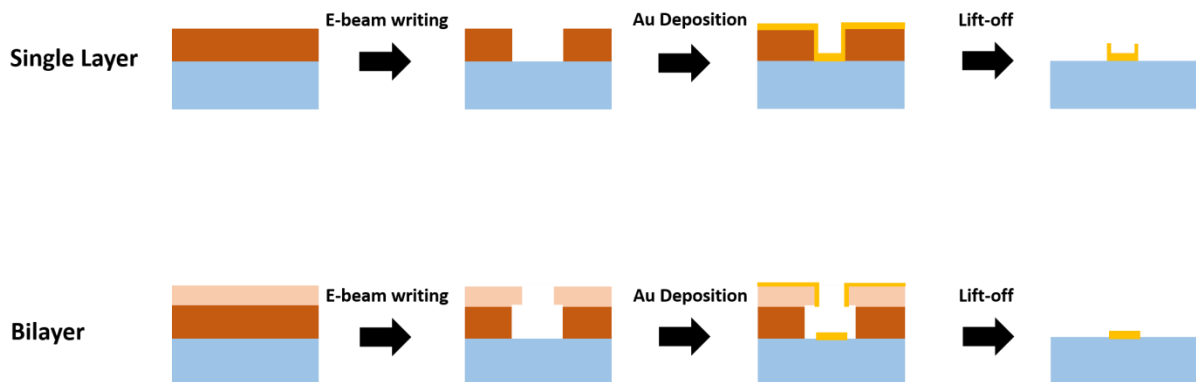 E-beam writing
Au Deposition
Lift-off
Single Layer
E-beam writing
Au Deposition
Lift-off
Bilayer